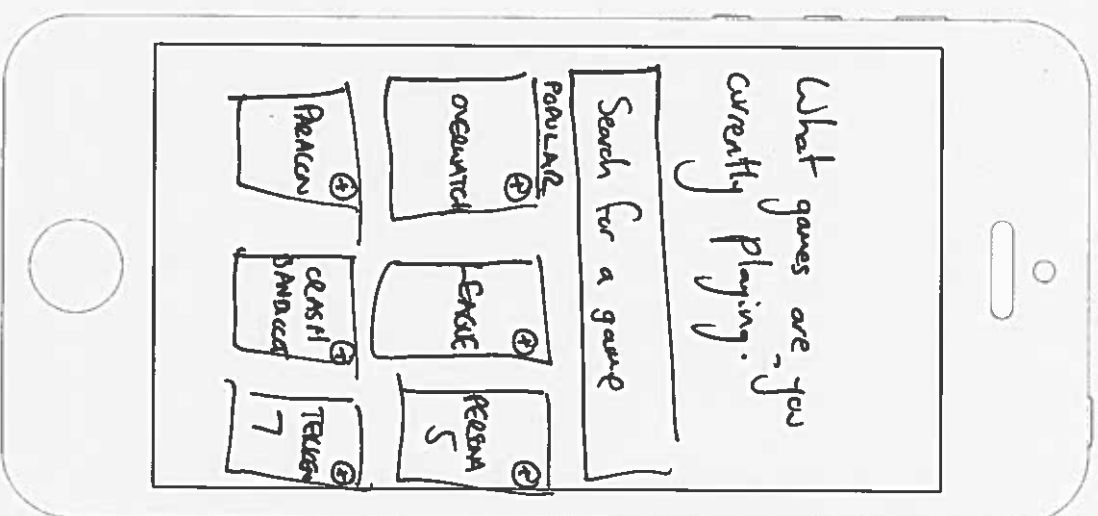 What games are you
currently playing.
Search for a game
POPULAR
OVERWATCH
LEAGUE
PERSONA
5
PARAGON
CRASH
BANDICOOT
TEKKEN
7